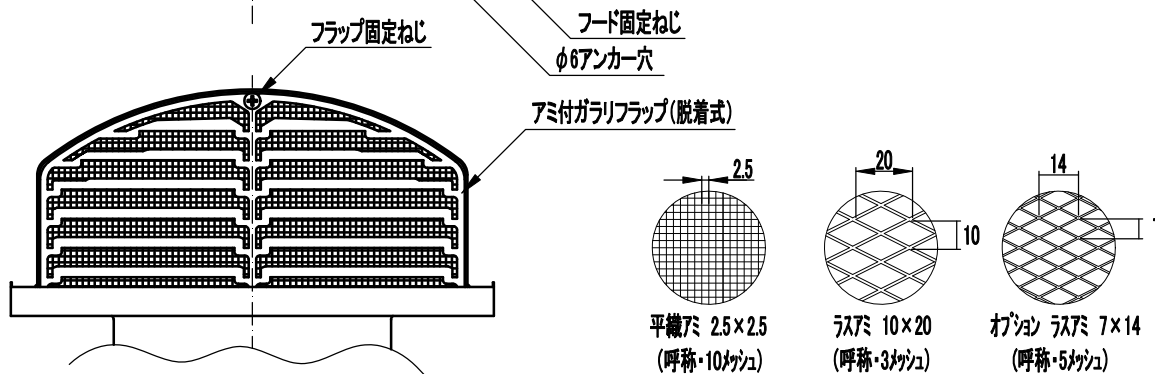 フード固定ねじ
フラップ固定ねじ
φ6アンカー穴
アミ付ガラリフラップ(脱着式)
2.5
20
14
10
平織アミ 2.5×2.5
(呼称・10メッシュ)
ラスアミ 10×20
(呼称・3メッシュ)
オプション ラスアミ 7×14
(呼称・5メッシュ)